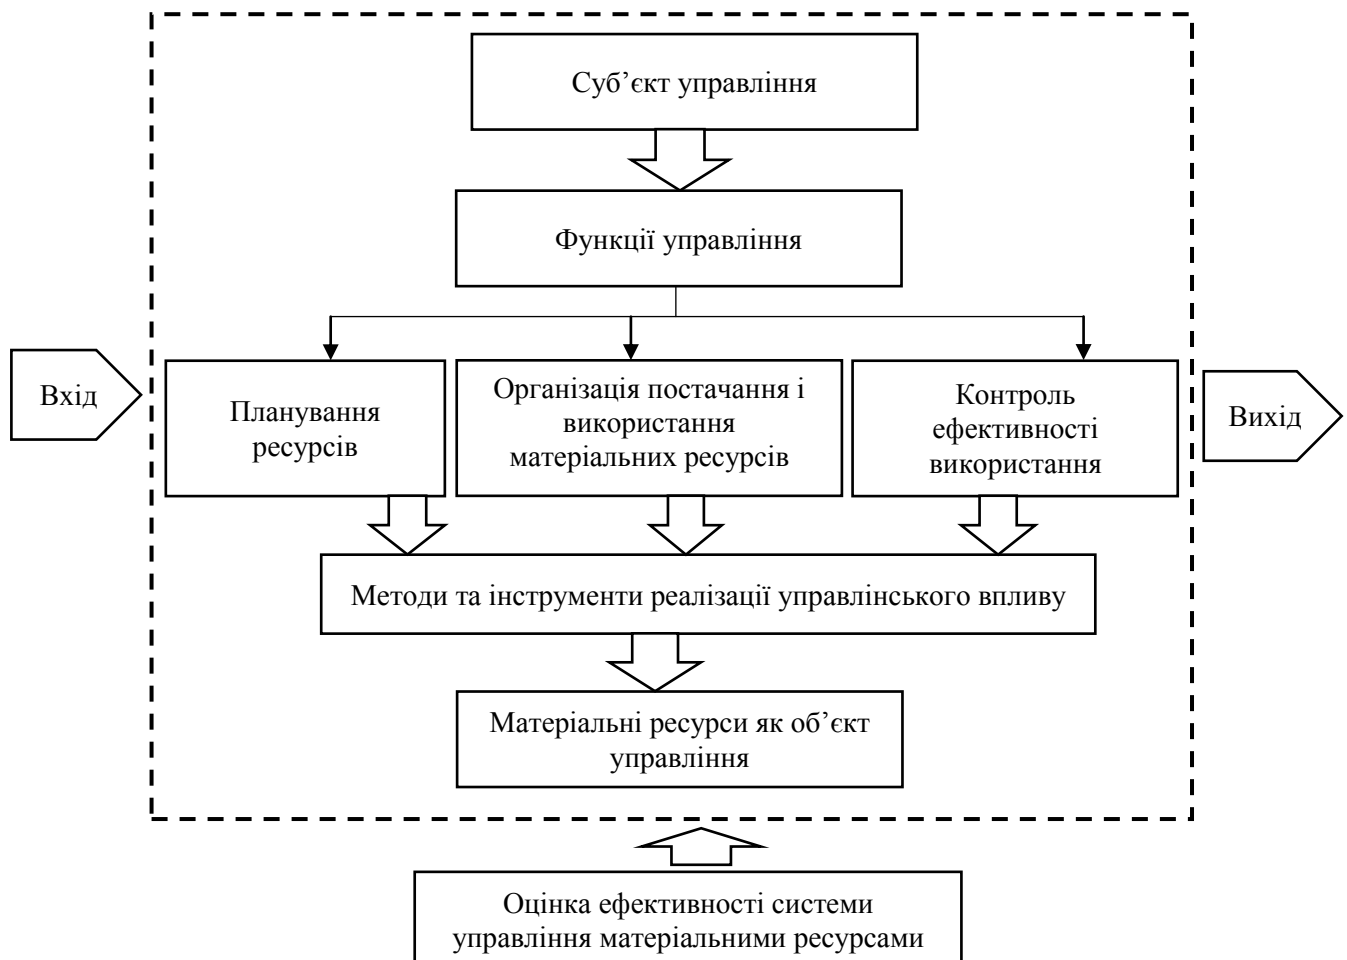 Суб’єкт управління
Функції управління
Вхід
Планування
ресурсів
Організація постачання і
використання
матеріальних ресурсів
Контроль
ефективності
використання
Вихід
Методи та інструменти реалізації управлінського впливу
Матеріальні ресурси як об’єкт
управління
Оцінка ефективності системи
управління матеріальними ресурсами